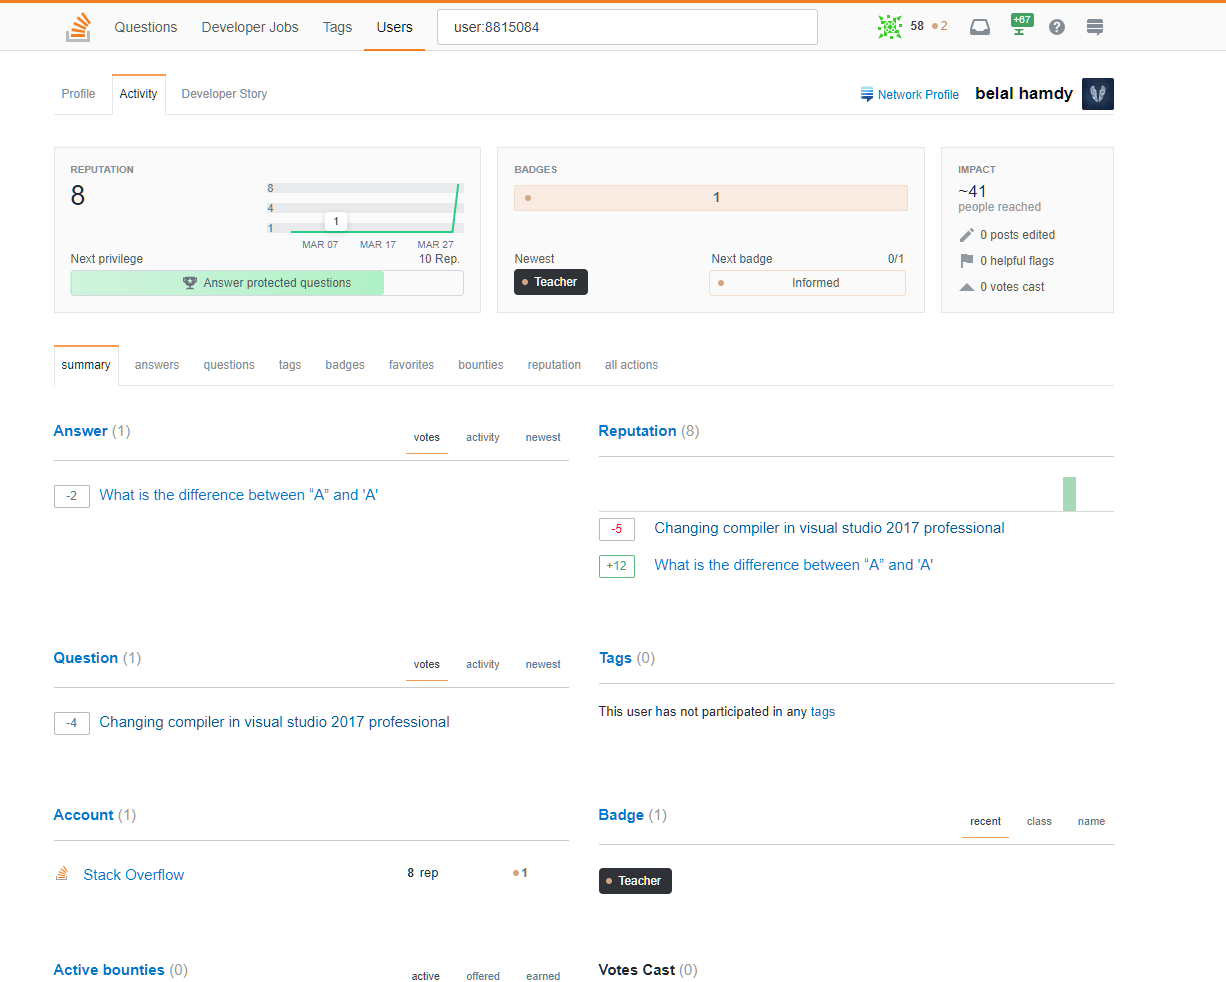 Questions Developer Jobs Tags Users user:8815084 58 2 +67 ?
Profile Activity Developer Story Network Profile belal hamdy
REPUTATION
8
8
4
1
1
MAR 07 MAR 17 MAR 27
Next privilege 10 Rep.
Answer protected questions
BADGES
1
Newest Next badge 0/1
Teacher Informed
IMPACT
~41
people reached
0 posts edited
0 helpful flags
0 votes cast
summary answers questions tags badges favorites bounties reputation all actions
Answer (1) votes activity newest
-2 What is the difference between “A” and 'A'
Reputation (8)
-5 Changing compiler in visual studio 2017 professional
+12 What is the difference between “A” and 'A'
Question (1) votes activity newest
-4 Changing compiler in visual studio 2017 professional
Tags (0)
This user has not participated in any tags
Account (1)
Stack Overflow 8 rep 1
Badge (1) recent class name
Teacher
Active bounties (0) active offered earned
Votes Cast (0)